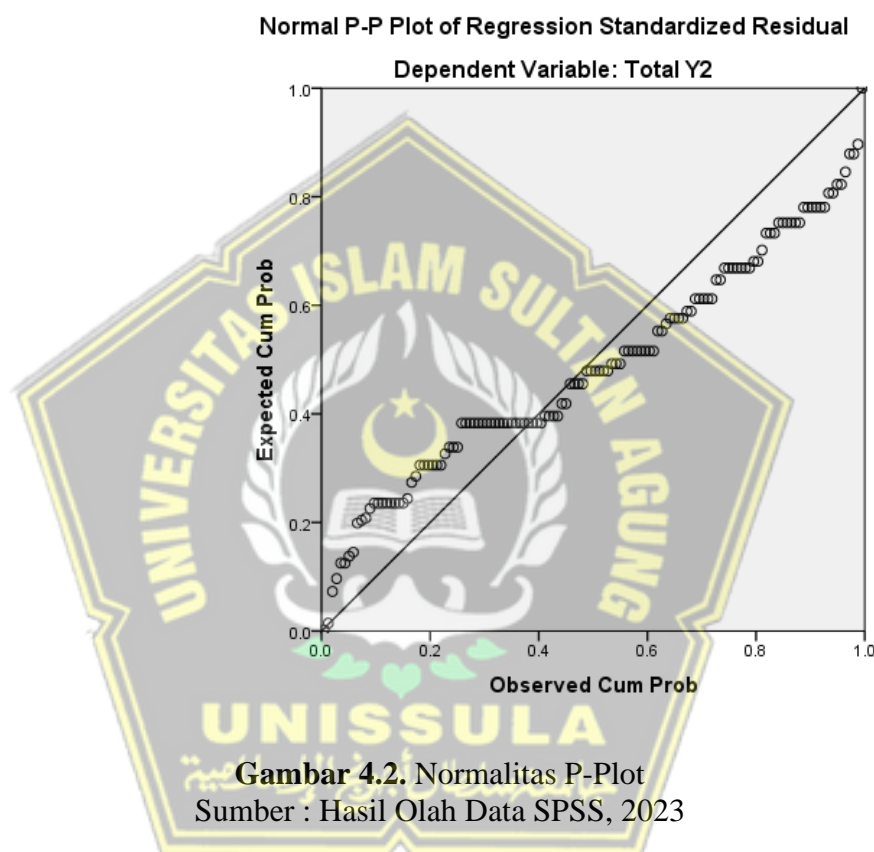 Normal P-P Plot of Regression Standardized Residual
Dependent Variable: Total Y2
1.0
0.8
0.6
0.4
0.2
0.0
Expected Cum Prob
0.0 0.2 0.4 0.6 0.8 1.0
Observed Cum Prob
UNIVERSITAS ISLAM SULTAN AGUNG
UNISSULA
Gambar 4.2. Normalitas P-Plot
Sumber : Hasil Olah Data SPSS, 2023